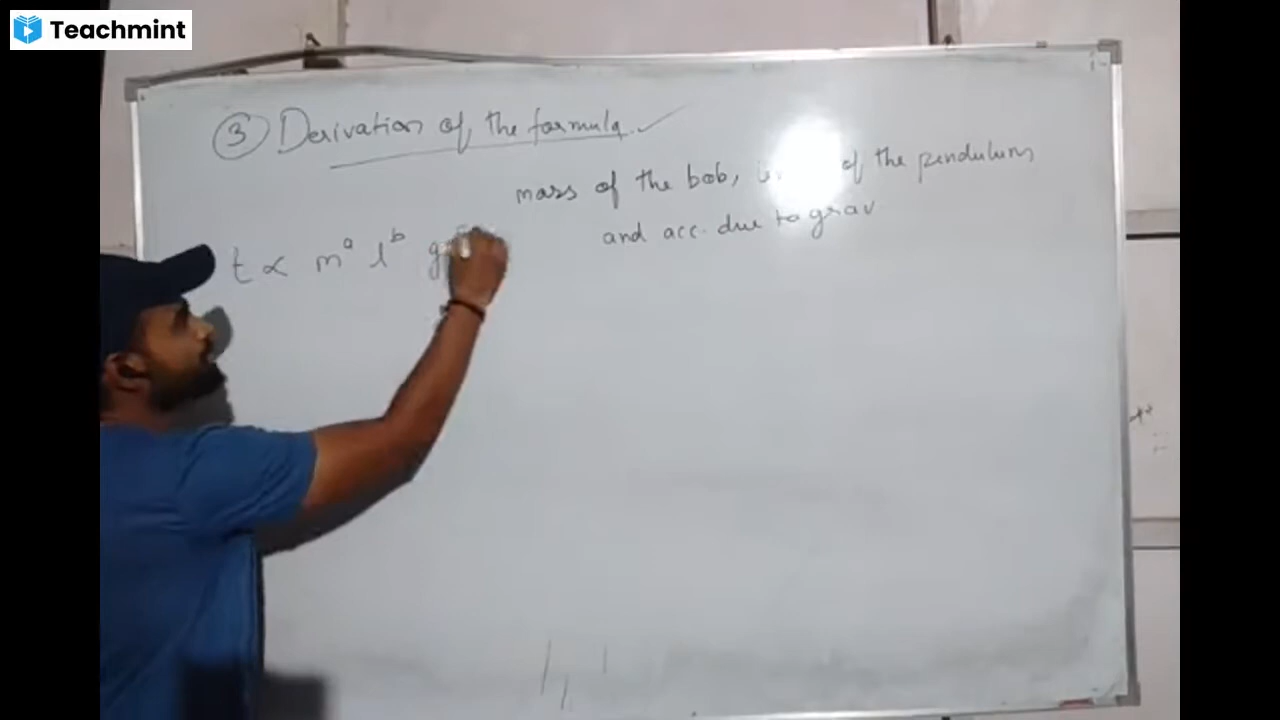 Teachmint
③ Derivation of the formula ✓
mass of the bob, of the pendulum
and acc. due to grav
t ∝ mᵃ lᵇ g